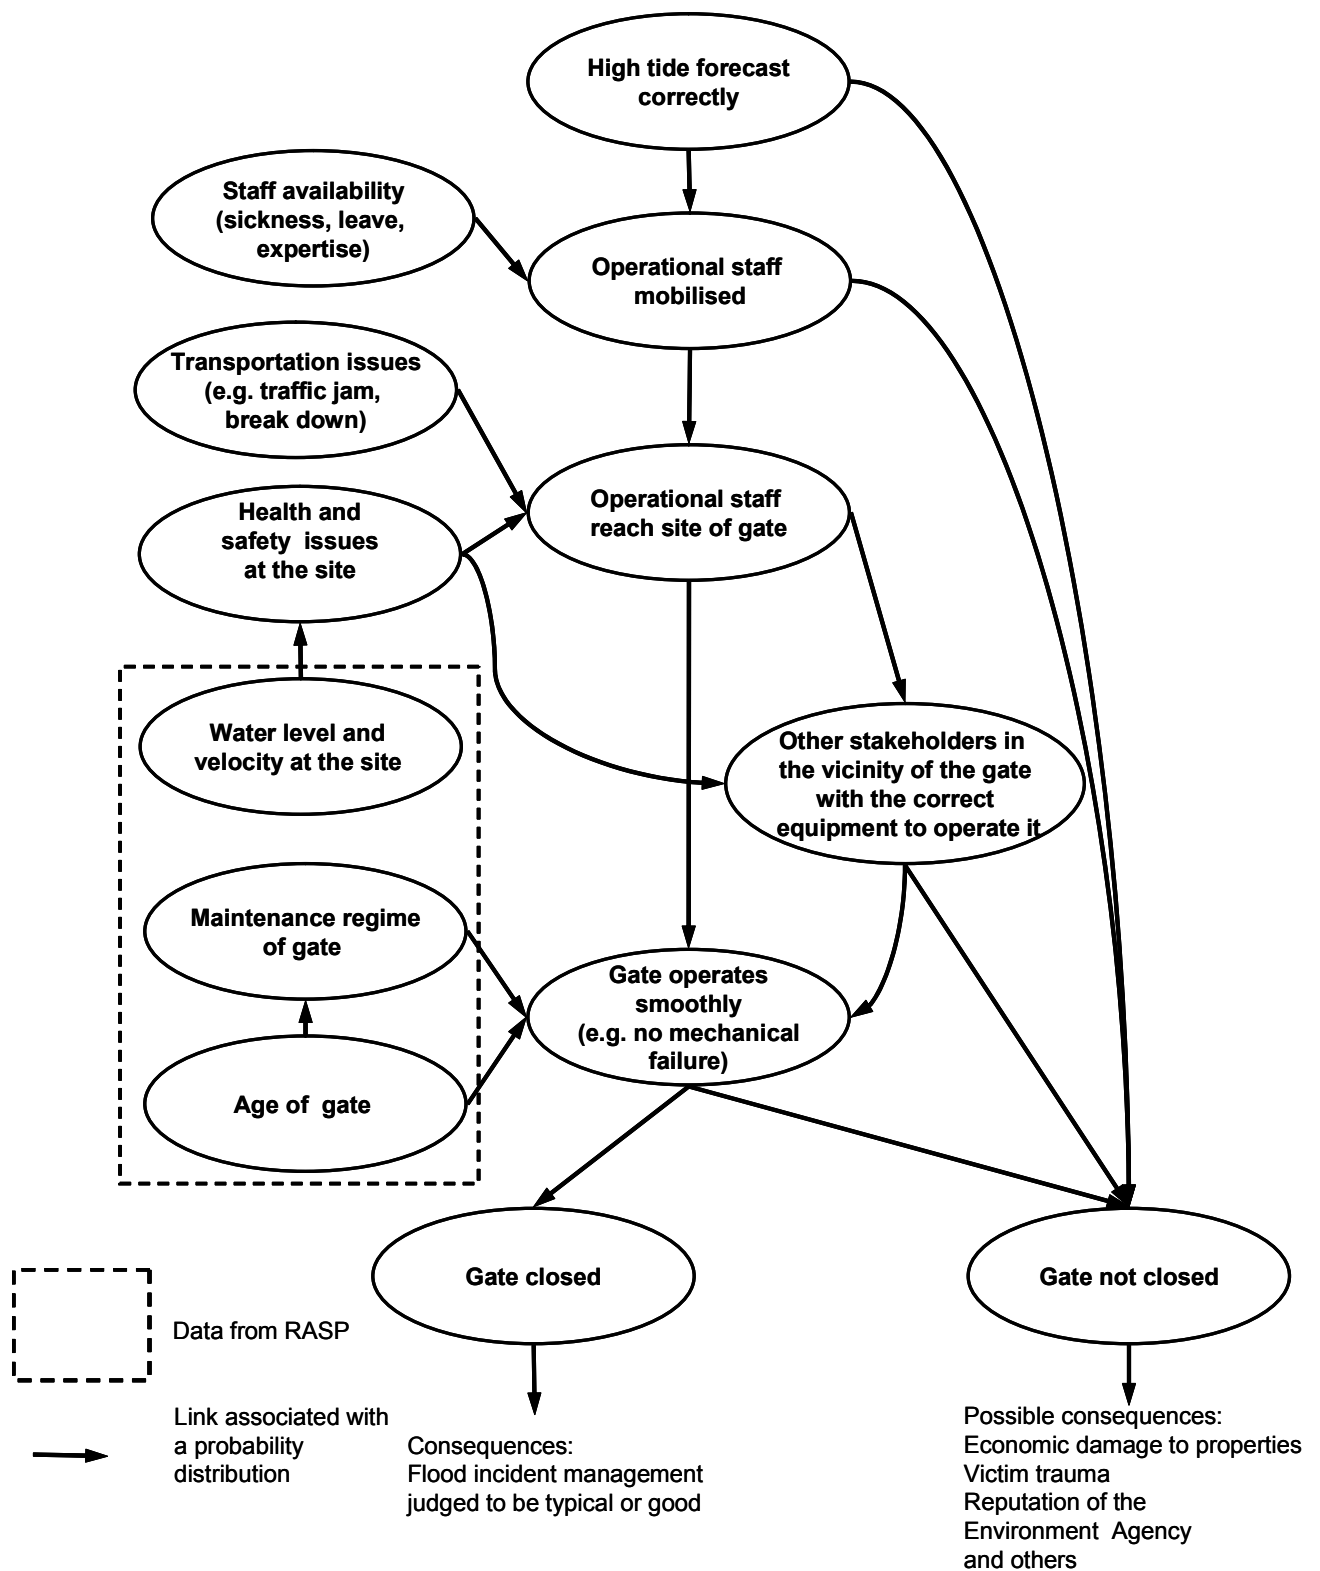 High tide forecast
correctly
Staff availability
(sickness, leave,
expertise)
Operational staff
mobilised
Transportation issues
(e.g. traffic jam,
break down)
Health and
safety issues
at the site
Operational staff
reach site of gate
Water level and
velocity at the site
Other stakeholders in
the vicinity of the gate
with the correct
equipment to operate it
Maintenance regime
of gate
Gate operates
smoothly
(e.g. no mechanical
failure)
Age of gate
Gate closed
Gate not closed
Data from RASP
Link associated with
a probability
distribution
Consequences:
Flood incident management
judged to be typical or good
Possible consequences:
Economic damage to properties
Victim trauma
Reputation of the
Environment Agency
and others